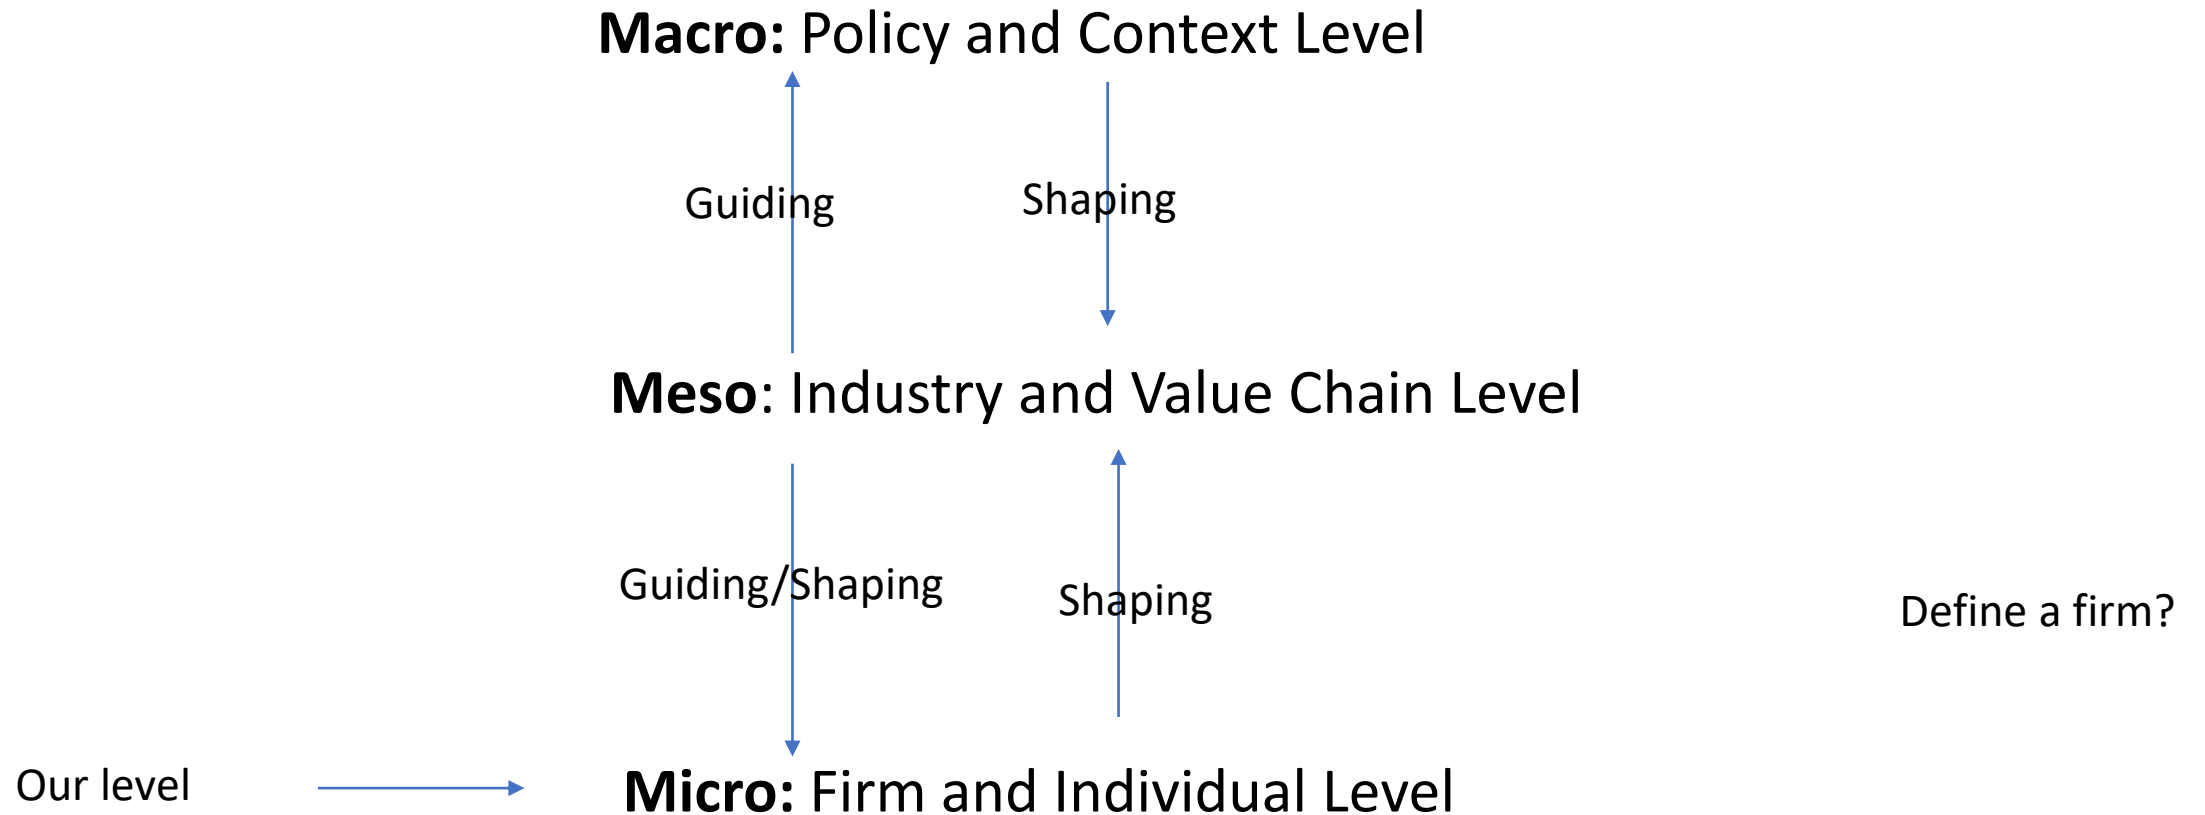 Macro: Policy and Context Level
Guiding
Shaping
Meso: Industry and Value Chain Level
Guiding/Shaping
Shaping
Define a firm?
Our level
Micro: Firm and Individual Level